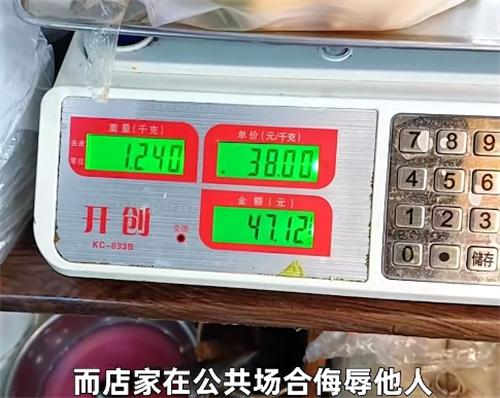 重量(千克)
去皮
零位
1.240
单价(元/千克)
38.00
金额(元)
47.12
开创
KC-833B
交流
7 8 9
4 5 6
1 2 3
0 • 储存
而店家在公共场合侮辱他人